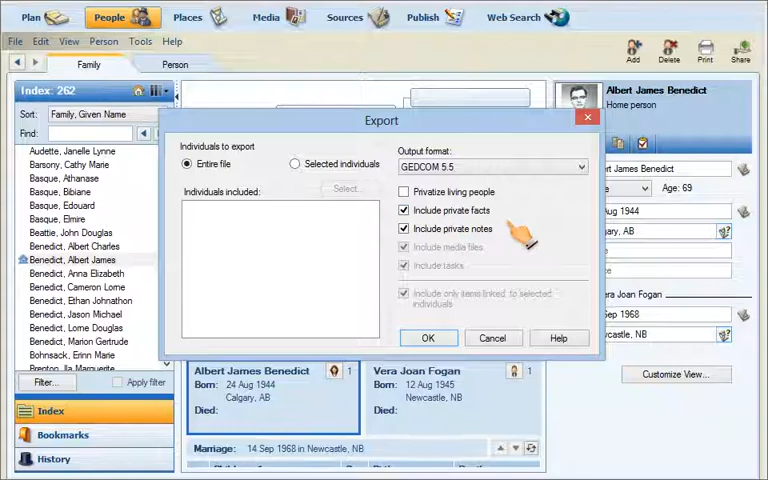 Plan
People
Places
Media
Sources
Publish
Web Search
File Edit View Person Tools Help
Add Delete Print Share
Family
Person
Index: 262
Sort: Family, Given Name
Find:
Audette, Janelle Lynne
Barsony, Cathy Marie
Basque, Athanase
Basque, Bibiane
Basque, Edouard
Basque, Elmire
Beattie, John Douglas
Benedict, Albert Charles
Benedict, Albert James
Benedict, Anna Elizabeth
Benedict, Cameron Lorne
Benedict, Ethan Johnathon
Benedict, Jason Michael
Benedict, Lorne Douglas
Benedict, Marion Gertrude
Bohnsack, Erinn Marie
Filter...
Apply filter
Index
Bookmarks
History
Export
Individuals to export
Entire file
Selected individuals
Individuals included:
Select...
Output format:
GEDCOM 5.5
Privatize living people
Include private facts
Include private notes
Include media files
Include tasks
Include only items linked to selected
individuals
OK
Cancel
Help
Albert James Benedict
1
Born: 24 Aug 1944
Calgary, AB
Died:
Vera Joan Fogan
1
Born: 12 Aug 1945
Newcastle, NB
Died:
Marriage: 14 Sep 1968 in Newcastle, NB
Albert James Benedict
Home person
rt James Benedict
Age: 69
Aug 1944
gary, AB
era Joan Fogan
ep 1968
wcastle, NB
Customize View...